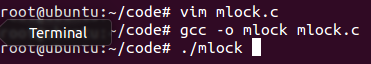 root@ubuntu:~/code# vim mlock.c
Terminal
:~/code# gcc -o mlock mlock.c
root@ubuntu:~/code# ./mlock